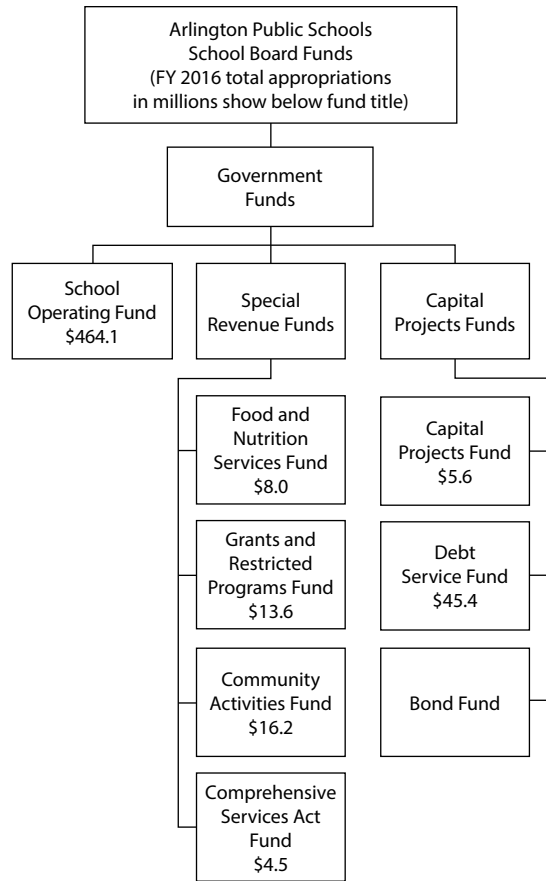 Arlington Public Schools
School Board Funds
(FY 2016 total appropriations
in millions show below fund title)
Government
Funds
School
Operating Fund
$464.1
Special
Revenue Funds
Capital
Projects Funds
Food and
Nutrition
Services Fund
$8.0
Grants and
Restricted
Programs Fund
$13.6
Community
Activities Fund
$16.2
Comprehensive
Services Act
Fund
$4.5
Capital
Projects Fund
$5.6
Debt
Service Fund
$45.4
Bond Fund